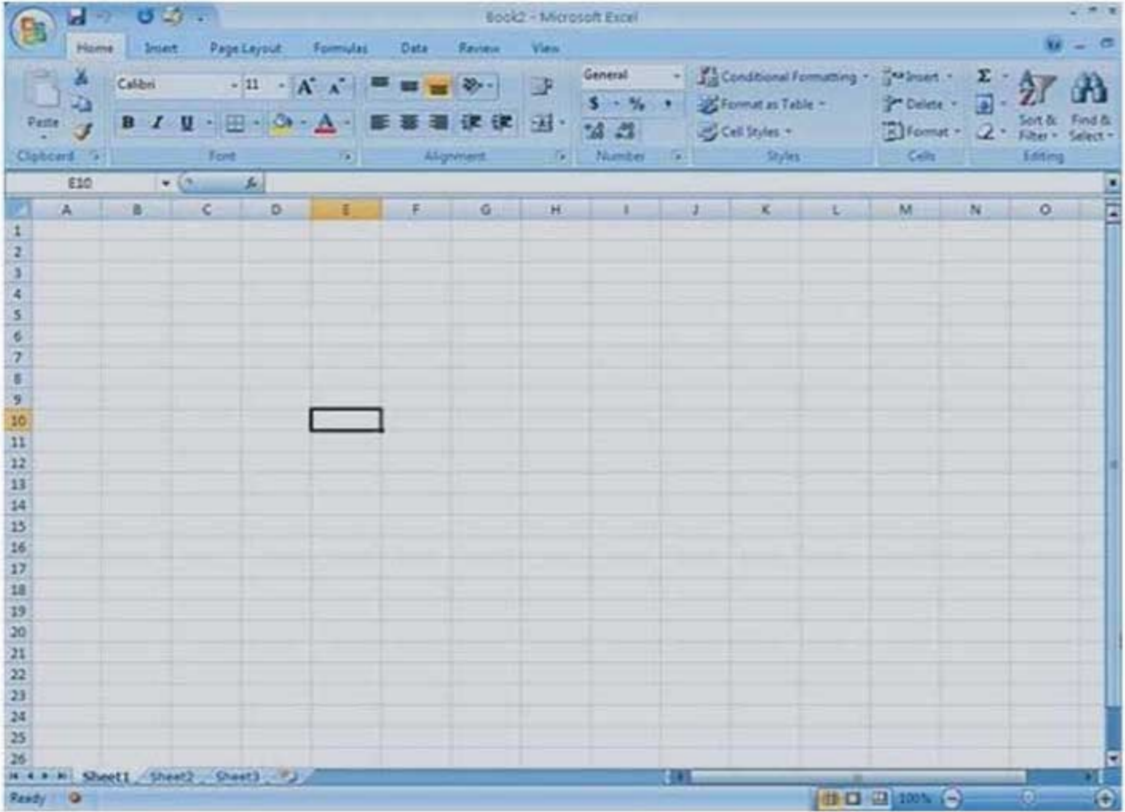 Book2 - Microsoft Excel
Home Insert Page Layout Formulas Data Review View
Calibri 11 A A General Conditional Formatting Insert Σ
Paste B I U A $ % , Format as Table Delete Sort & Find &
Cell Styles Format Filter Select
Clipboard Font Alignment Number Styles Cells Editing
E10 fx
A B C D E F G H I J K L M N O
1
2
3
4
5
6
7
8
9
10
11
12
13
14
15
16
17
18
19
20
21
22
23
24
25
26
Sheet1 Sheet2 Sheet3
Ready 100%